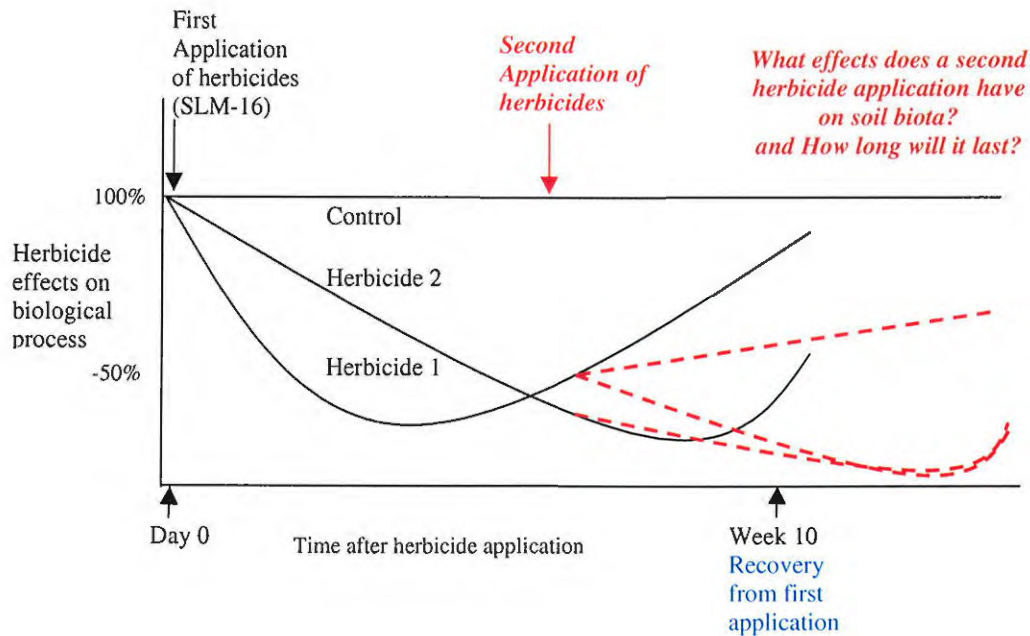 First
Application
of herbicides
(SLM-16)
Second
Application of
herbicides
What effects does a second
herbicide application have
on soil biota?
and How long will it last?
100%
Control
Herbicide
effects on
biological
process
Herbicide 2
Herbicide 1
-50%
Day 0
Time after herbicide application
Week 10
Recovery
from first
application